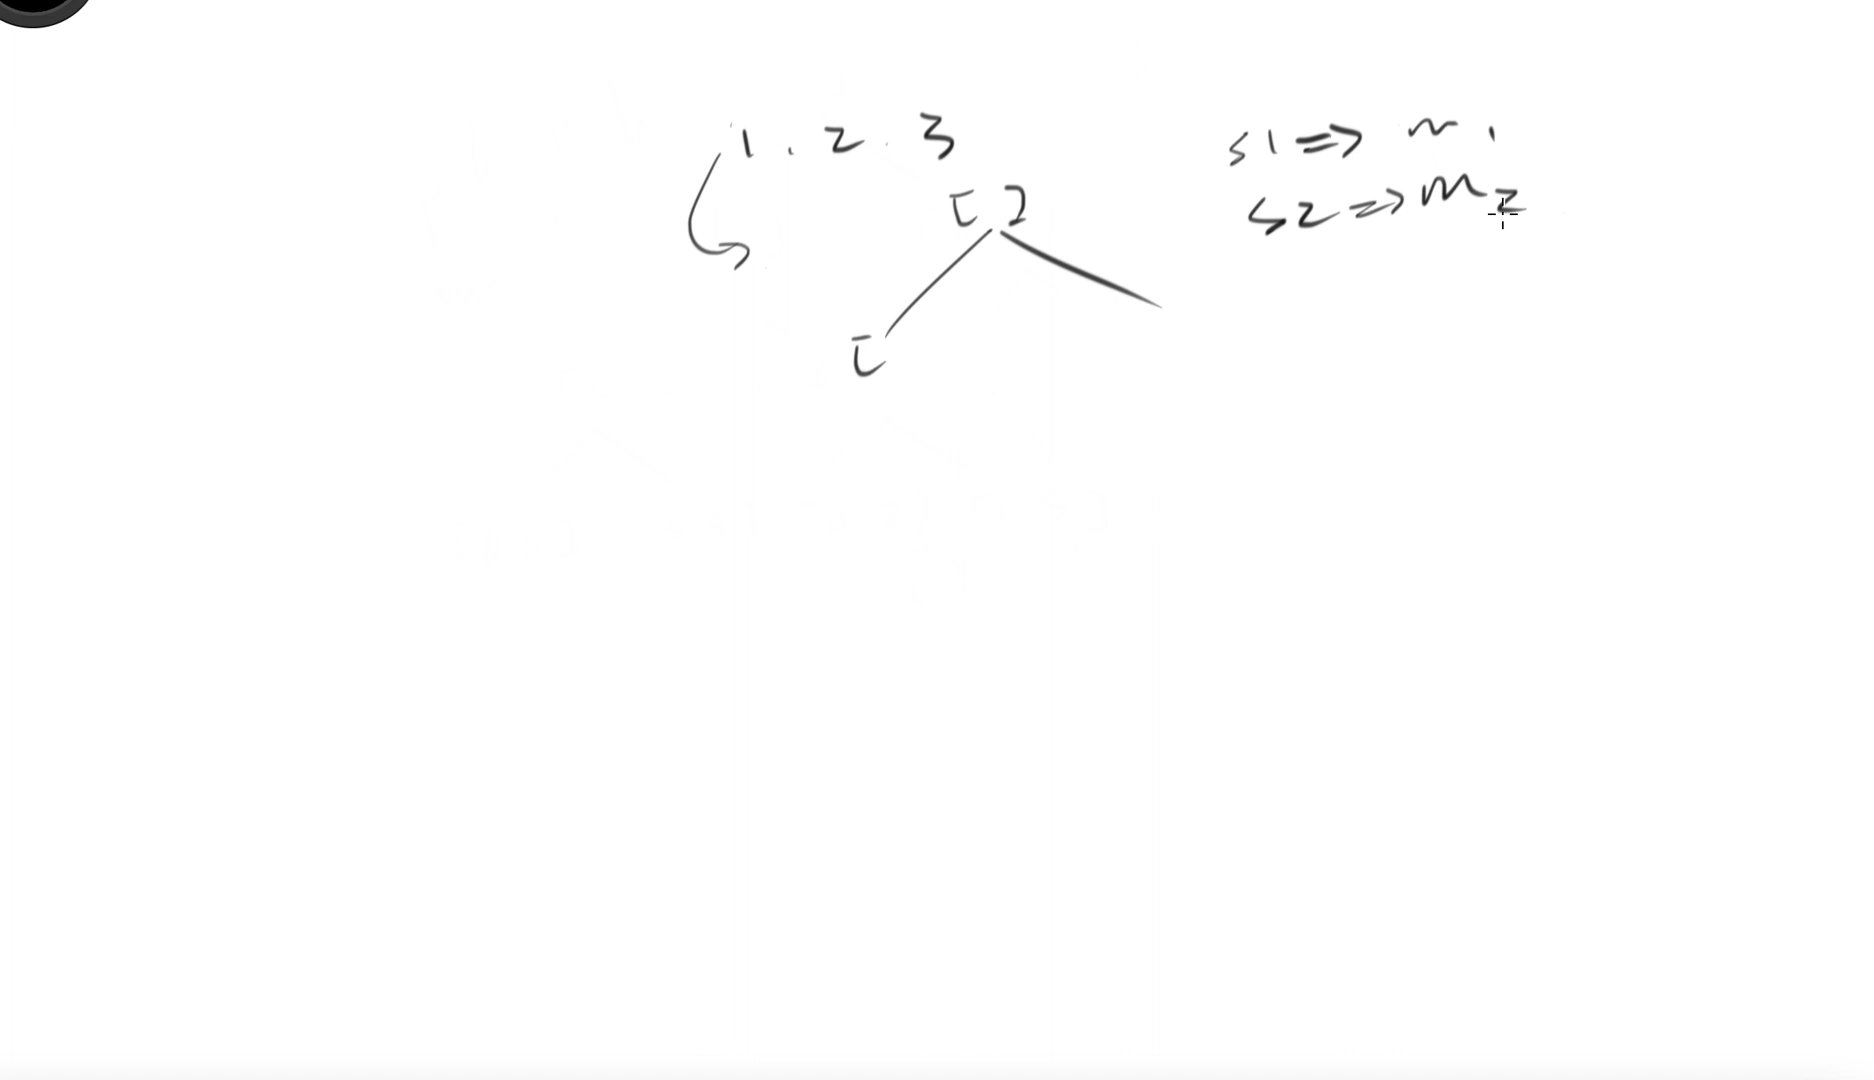 1 . 2 . 3
S1 => m1
[ ]
S2 => m2
[